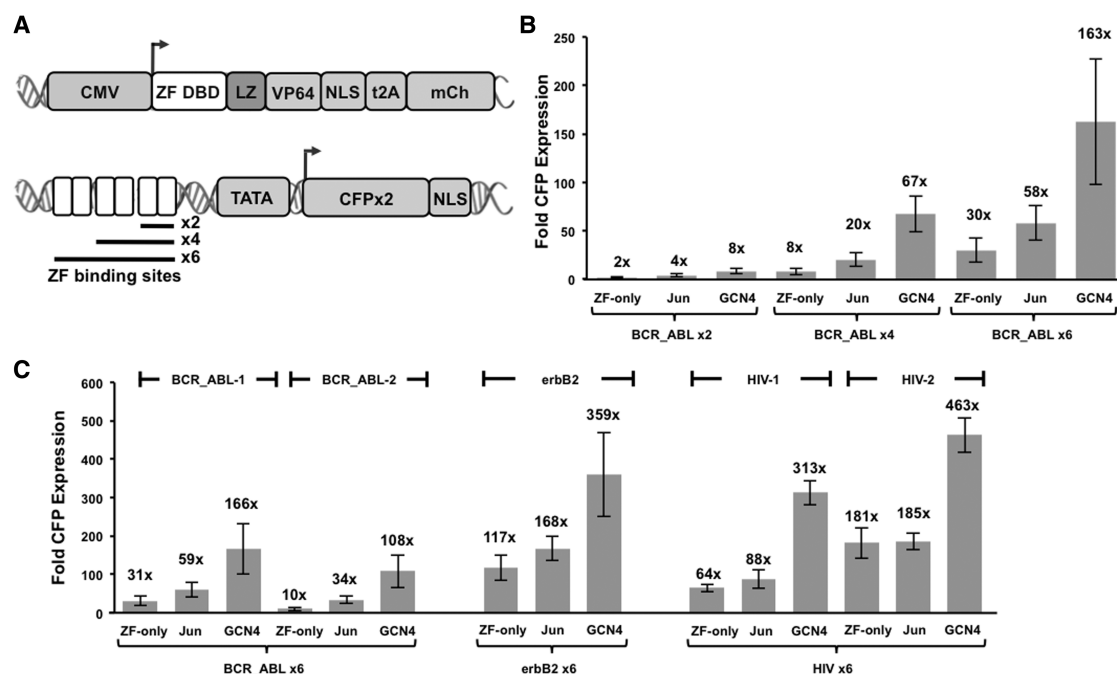 A
CMV ZF DBD LZ VP64 NLS t2A mCh
TATA CFPx2 NLS
x2
x4
x6
ZF binding sites
B
Fold CFP Expression
250
200
150
100
50
0
2x 4x 8x 8x 20x 67x 30x 58x 163x
ZF-only Jun GCN4 ZF-only Jun GCN4 ZF-only Jun GCN4
BCR_ABL x2 BCR_ABL x4 BCR_ABL x6
C
Fold CFP Expression
600
500
400
300
200
100
0
BCR_ABL-1 BCR_ABL-2 erbB2 HIV-1 HIV-2
31x 59x 166x 10x 34x 108x 117x 168x 359x 64x 88x 313x 181x 185x 463x
ZF-only Jun GCN4 ZF-only Jun GCN4 ZF-only Jun GCN4 ZF-only Jun GCN4 ZF-only Jun GCN4
BCR ABL x6 erbB2 x6 HIV x6